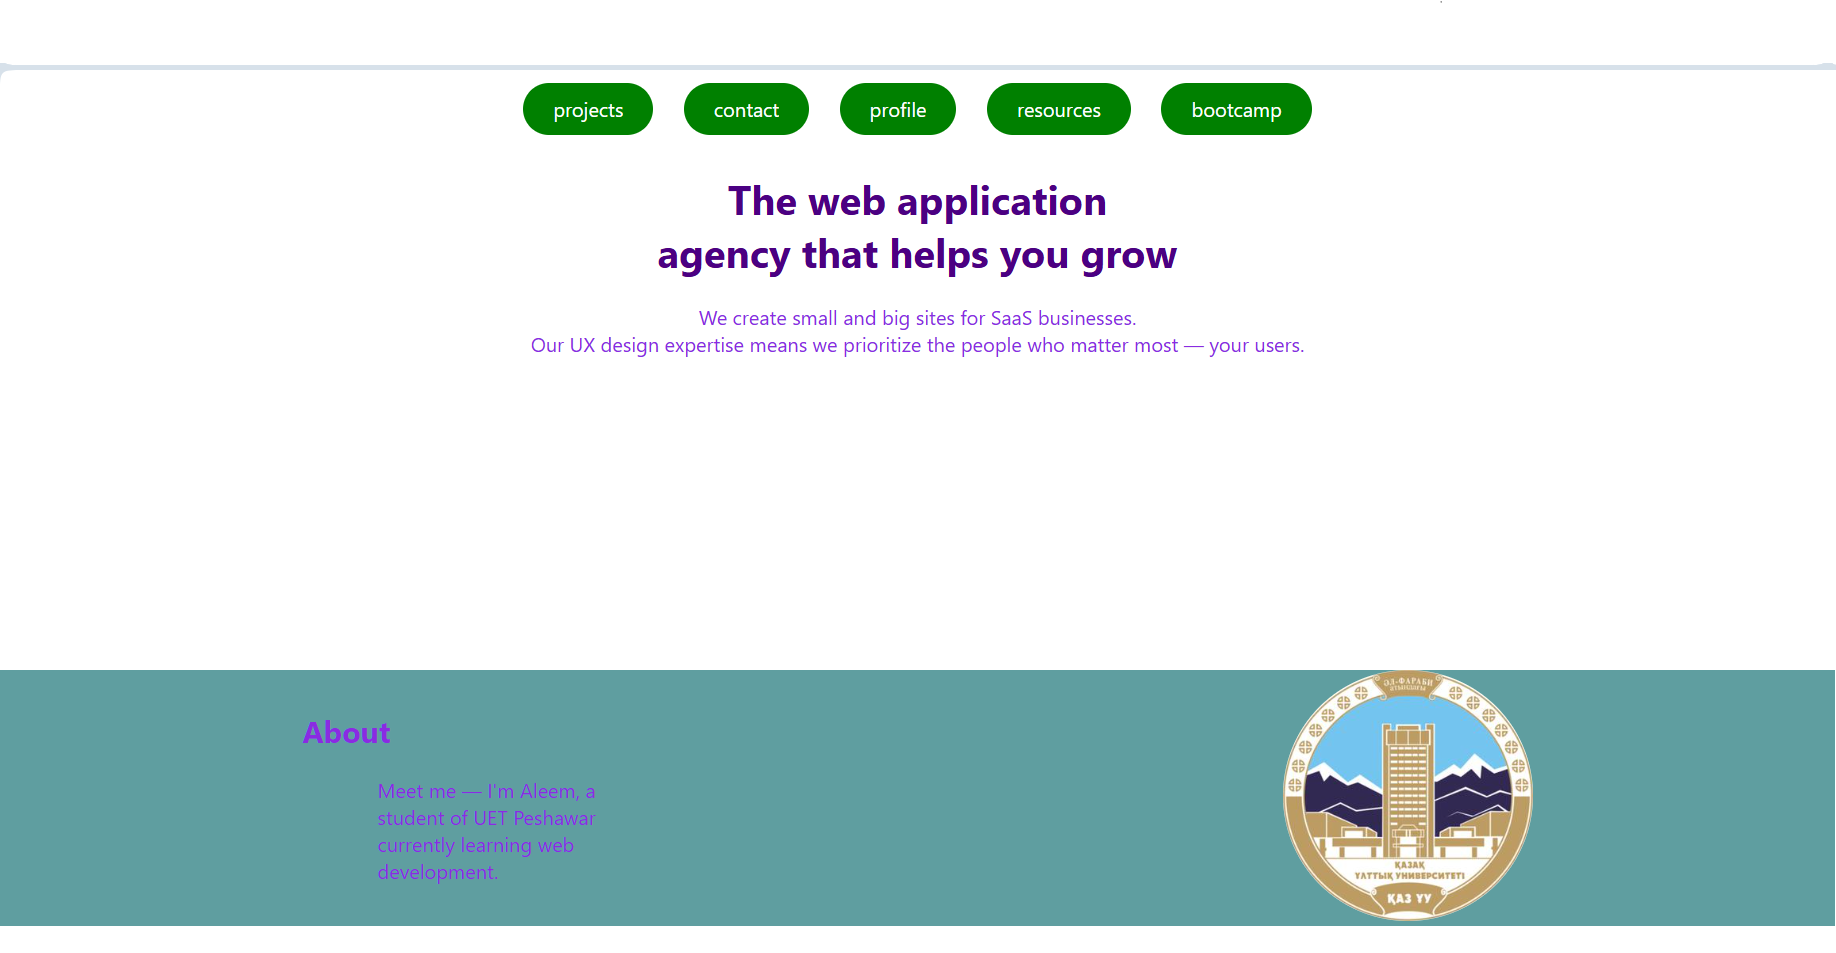 projects contact profile resources bootcamp
The web application
agency that helps you grow
We create small and big sites for SaaS businesses.
Our UX design expertise means we prioritize the people who matter most — your users.
About
Meet me — I'm Aleem, a
student of UET Peshawar
currently learning web
development.
ӘЛ-ФАРАБИ
АТЫНДАҒЫ
ҚАЗАҚ
ҰЛТТЫҚ УНИВЕРСИТЕТІ
ҚАЗ ҰУ